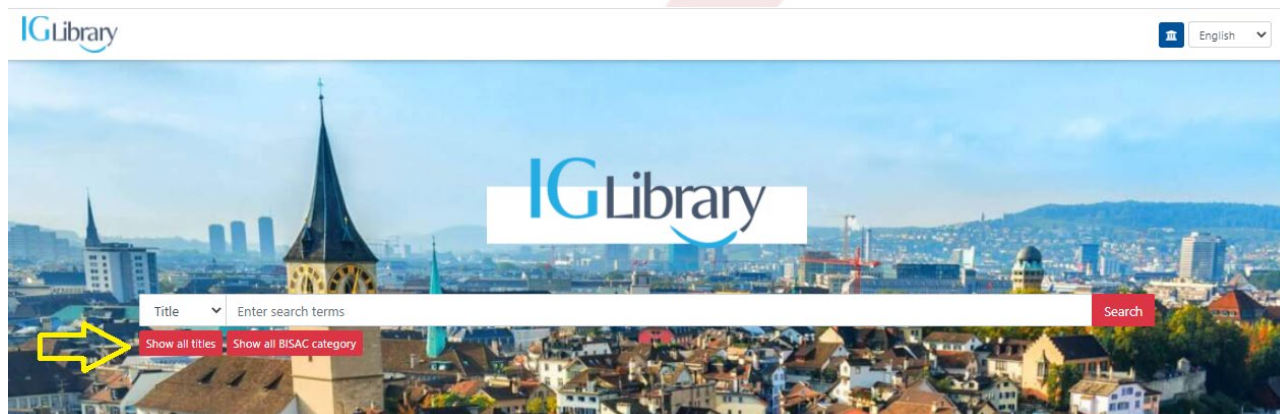 IGLibrary
English
IGLibrary
Title Enter search terms Search
Show all titles Show all BISAC category